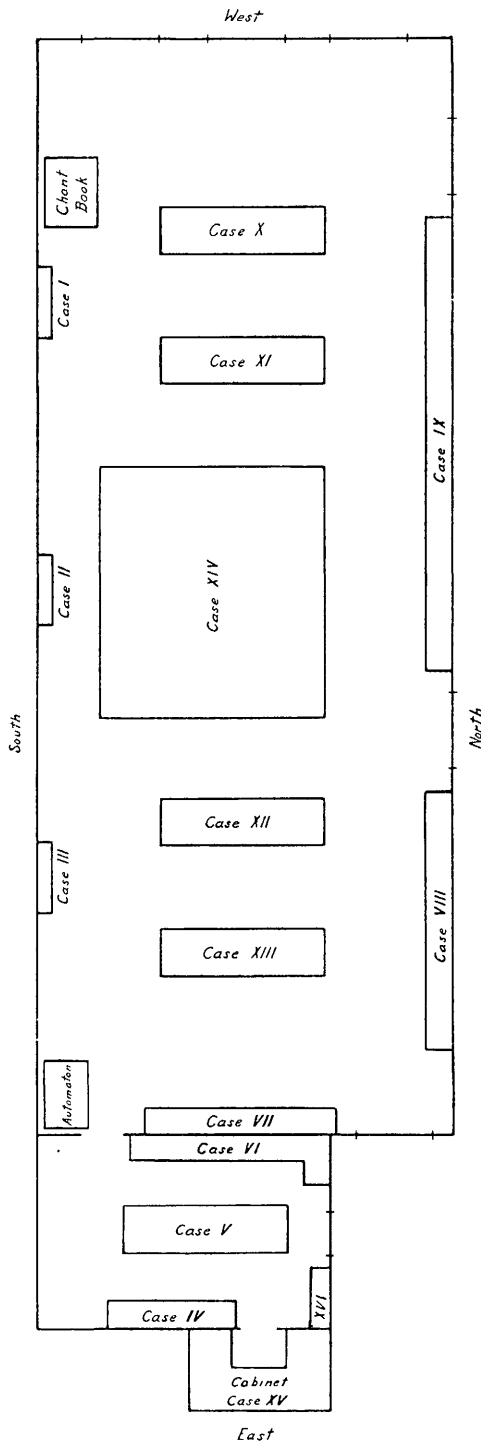 West
Chant
Book
Case X
Case I
Case XI
Case IX
Case XIV
Case II
South
North
Case XII
Case III
Case VIII
Case XIII
Automaton
Case VII
Case VI
Case V
XVI
Case IV
Cabinet
Case XV
East